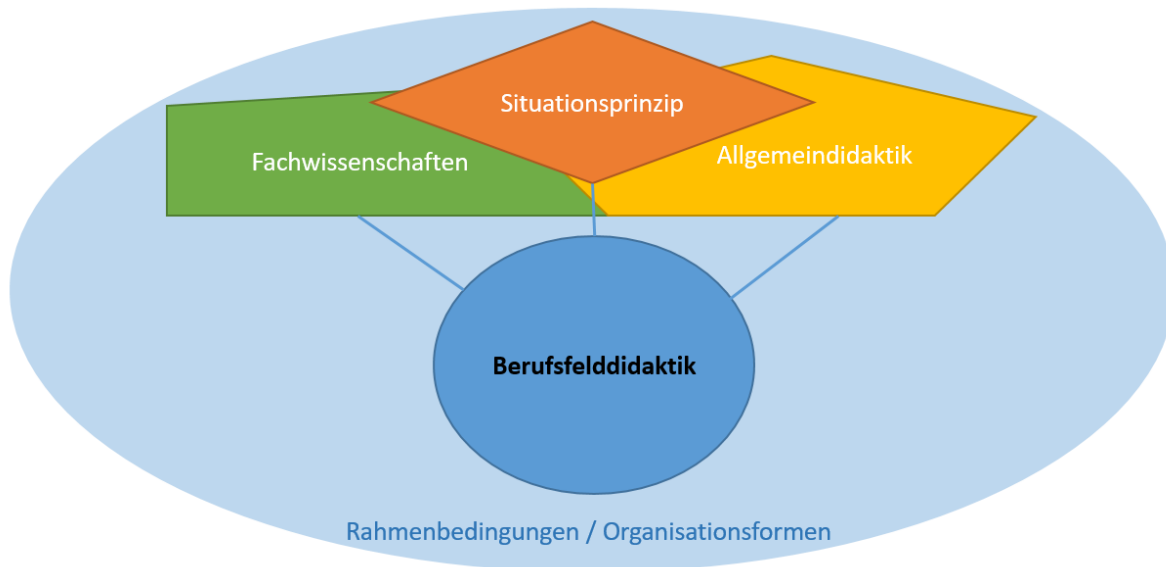 Situationsprinzip
Fachwissenschaften
Allgemeindidaktik
Berufsfelddidaktik
Rahmenbedingungen / Organisationsformen